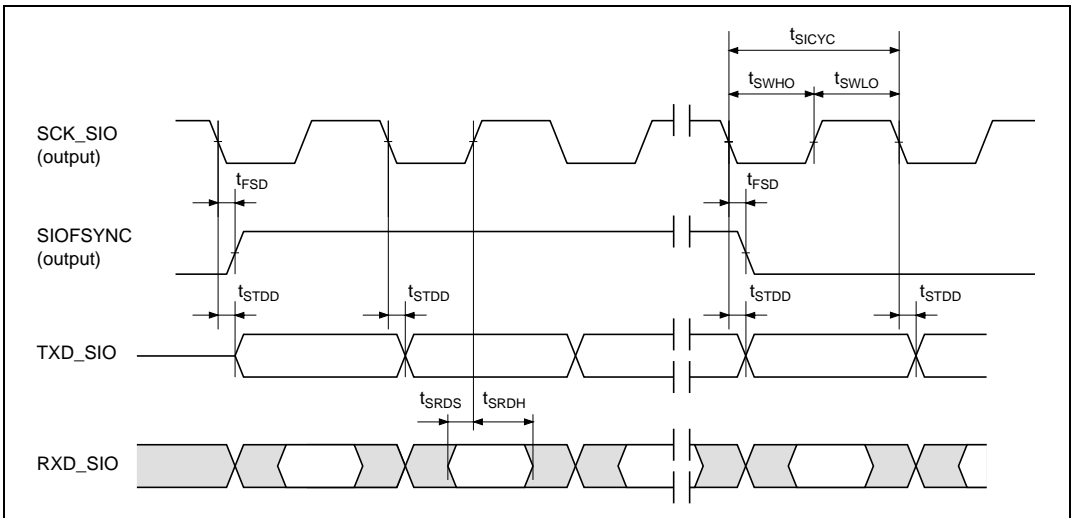 tSICYC
tSWHO tSWLO
SCK_SIO
(output)
tFSD tFSD
SIOFSYNC
(output)
tSTDD tSTDD tSTDD tSTDD
TXD_SIO
tSRDS tSRDH
RXD_SIO